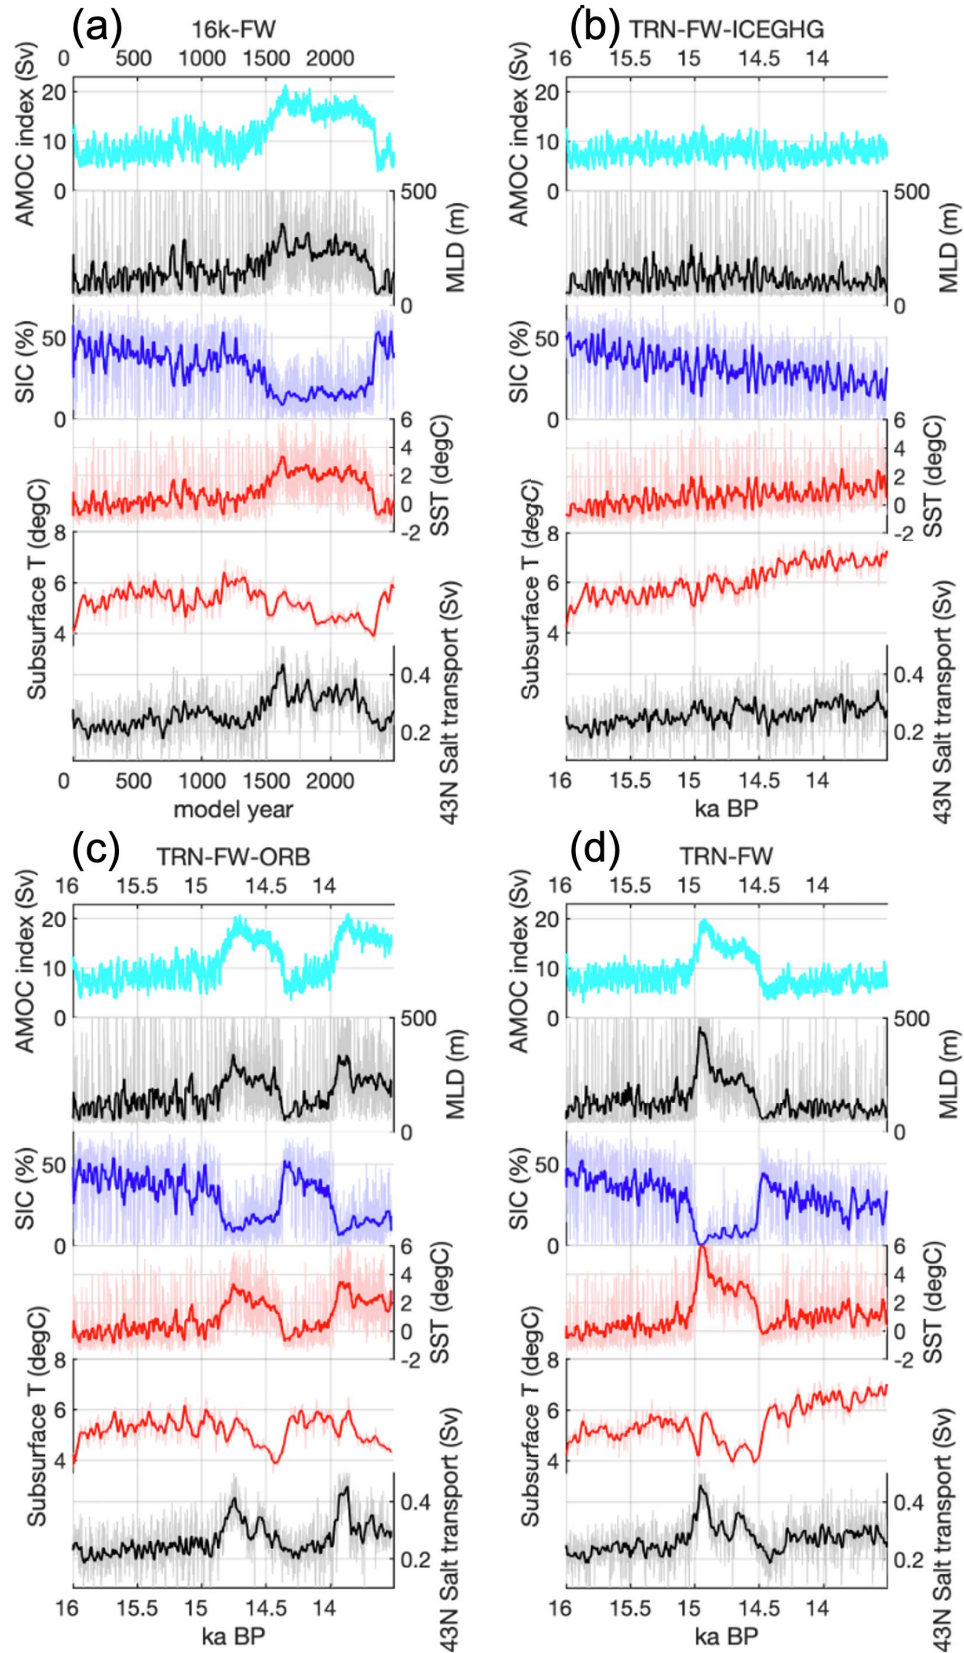 (a)
16k-FW
0 500 1000 1500 2000
AMOC index (Sv)
20
10
0
500
MLD (m)
0
SIC (%)
50
0
6
4
2
0
-2
SST (degC)
Subsurface T (degC)
8
6
4
43N Salt transport (Sv)
0.4
0.2
0 500 1000 1500 2000
model year
(b)
TRN-FW-ICEGHG
16 15.5 15 14.5 14
AMOC index (Sv)
20
10
0
500
MLD (m)
0
SIC (%)
50
0
6
4
2
0
-2
SST (degC)
Subsurface T (degC)
8
6
4
43N Salt transport (Sv)
0.4
0.2
16 15.5 15 14.5 14
ka BP
(c)
TRN-FW-ORB
16 15.5 15 14.5 14
AMOC index (Sv)
20
10
0
500
MLD (m)
0
SIC (%)
50
0
6
4
2
0
-2
SST (degC)
Subsurface T (degC)
8
6
4
43N Salt transport (Sv)
0.4
0.2
16 15.5 15 14.5 14
ka BP
(d)
TRN-FW
16 15.5 15 14.5 14
AMOC index (Sv)
20
10
0
500
MLD (m)
0
SIC (%)
50
0
6
4
2
0
-2
SST (degC)
Subsurface T (degC)
8
6
4
43N Salt transport (Sv)
0.4
0.2
16 15.5 15 14.5 14
ka BP